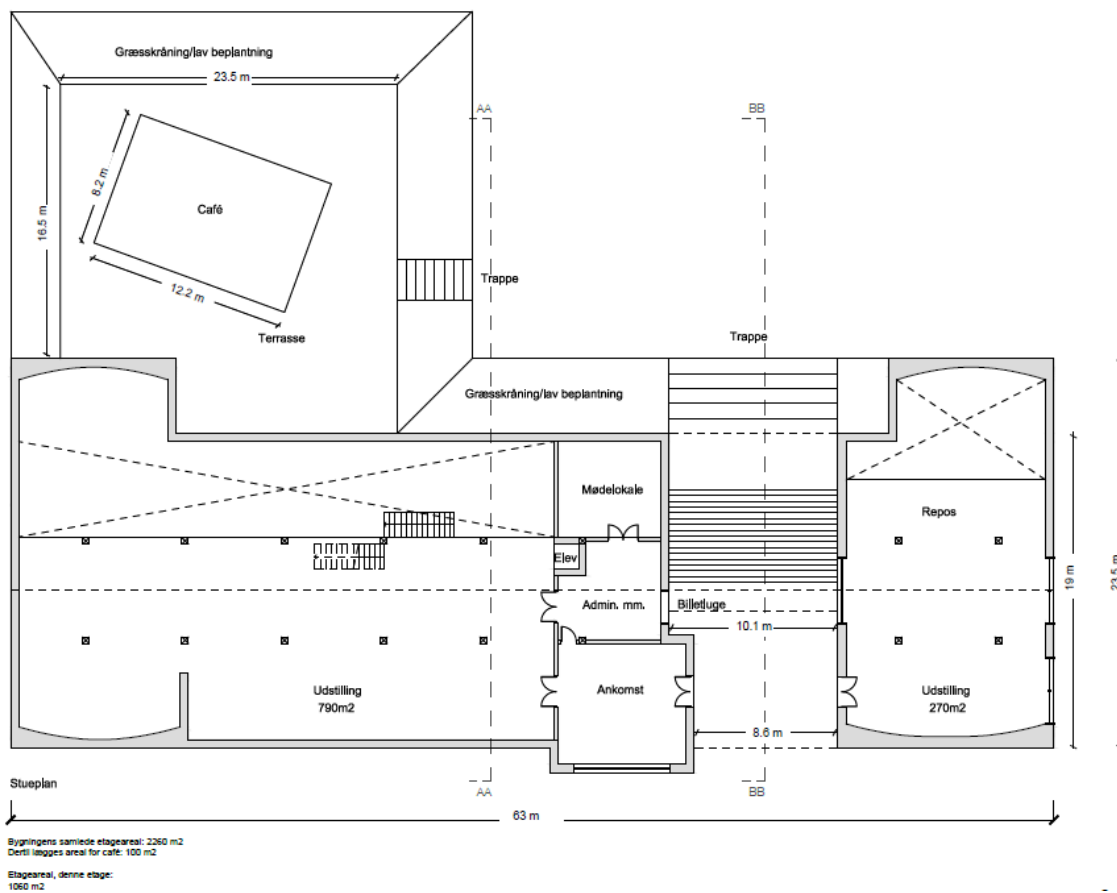 Græsskråning/lav beplantning
23.5 m
AA
BB
8.2 m
16.5 m
Café
12.2 m
Trappe
Terrasse
Trappe
Græsskråning/lav beplantning
Mødelokale
Repos
Elev
Admin. mm.
Billetluge
10.1 m
19 m
23.5 m
Udstilling
790m2
Ankomst
Udstilling
270m2
8.6 m
Stueplan
AA
BB
63 m
Bygningens samlede etageareal: 2260 m2
Dertil lægges areal for café: 100 m2
Etageareal, denne etage:
1060 m2